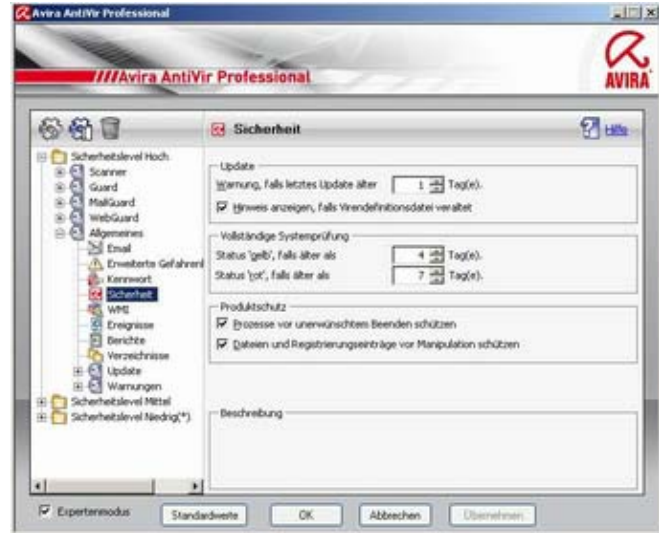 Avira AntiVir Professional
////Avira AntiVir Professional
AVIRA
Sicherheit
Hilfe
Sicherheitslevel Hoch
Scanner
Guard
MailGuard
WebGuard
Allgemeines
Email
Erweiterte Gefahrenl
Kennwort
Sicherheit
WMI
Ereignisse
Berichte
Verzeichnisse
Update
Warnungen
Sicherheitslevel Mittel
Sicherheitslevel Niedrig(*)
Update
Warnung, falls letztes Update älter 1 Tag(e).
Hinweis anzeigen, falls Virendefinitionsdatei veraltet
Vollständige Systemprüfung
Status 'gelb', falls älter als 4 Tag(e).
Status 'rot', falls älter als 7 Tag(e).
Produktschutz
Prozesse vor unerwünschtem Beenden schützen
Dateien und Registrierungseinträge vor Manipulation schützen
Beschreibung
Expertenmodus
Standardwerte
OK
Abbrechen
Übernehmen